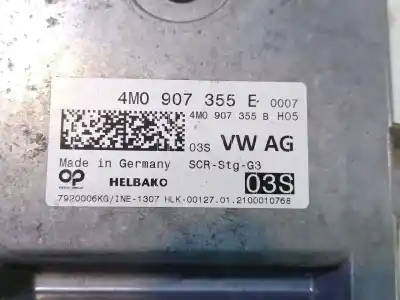 4M0 907 355 E 0007
4M0 907 355 B H05
03S VW AG
Made in Germany SCR-Stg-G3
op HELBAKO 03S
7920006KG/INE-1307 HLK-00127.01.2100010768